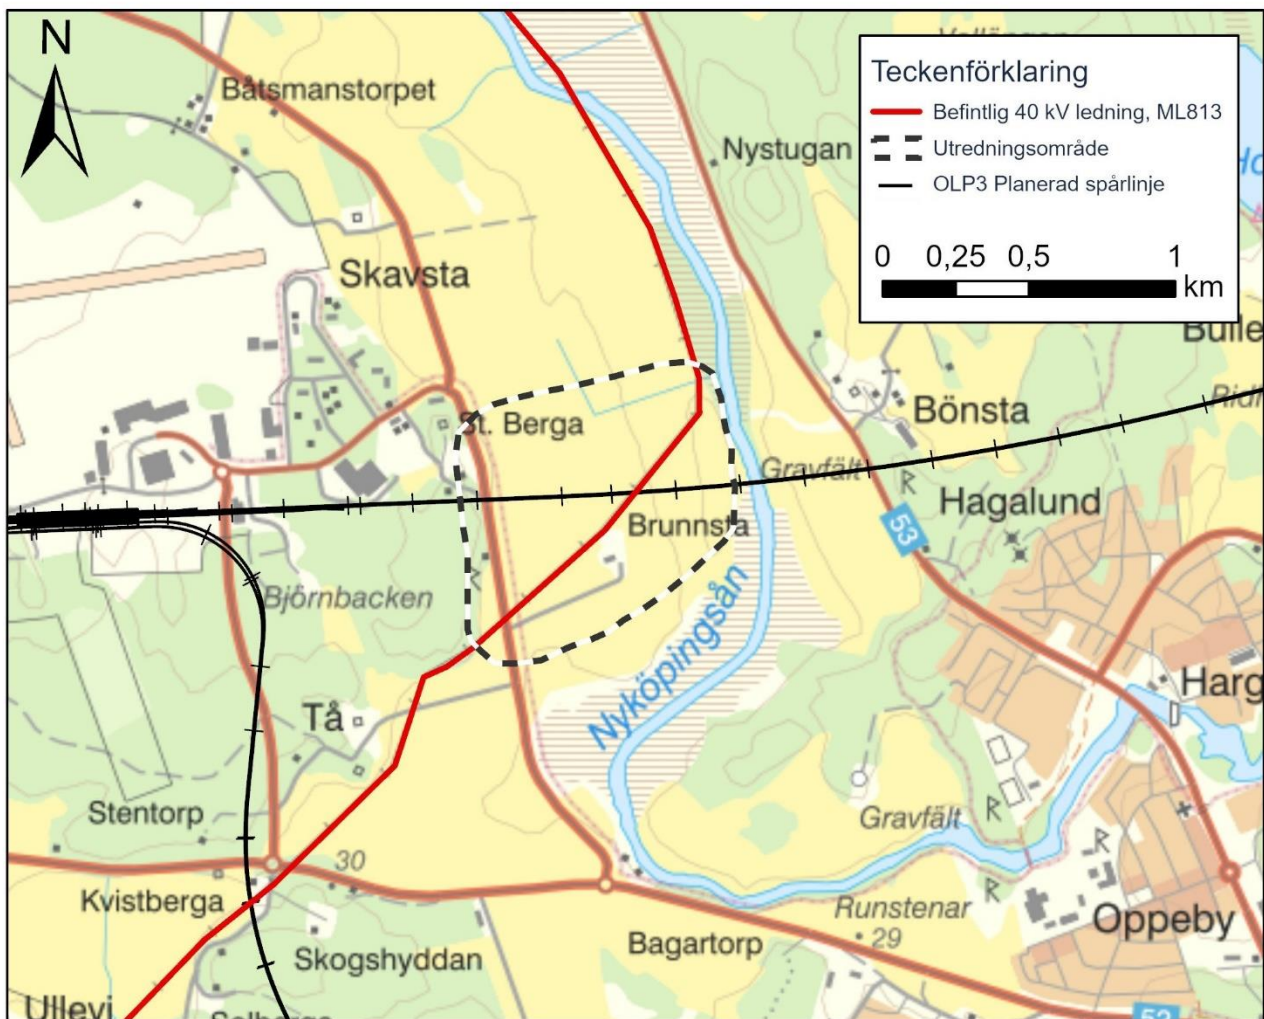 N
Båtsmanstorpet
Teckenförklaring
Befintlig 40 kV ledning, ML813
Utredningsområde
OLP3 Planerad spårlinje
0 0,25 0,5 1
km
Nystugan
Skavsta
St. Berga
Bönsta
Gravfält
Hagalund
Brunnsta
53
Björnbacken
Nyköpingsån
Harg
Tå
Stentorp
Gravfält
30
Kvistberga
Runstenar
29
Oppeby
Bagartorp
Skogshyddan
Ullevi